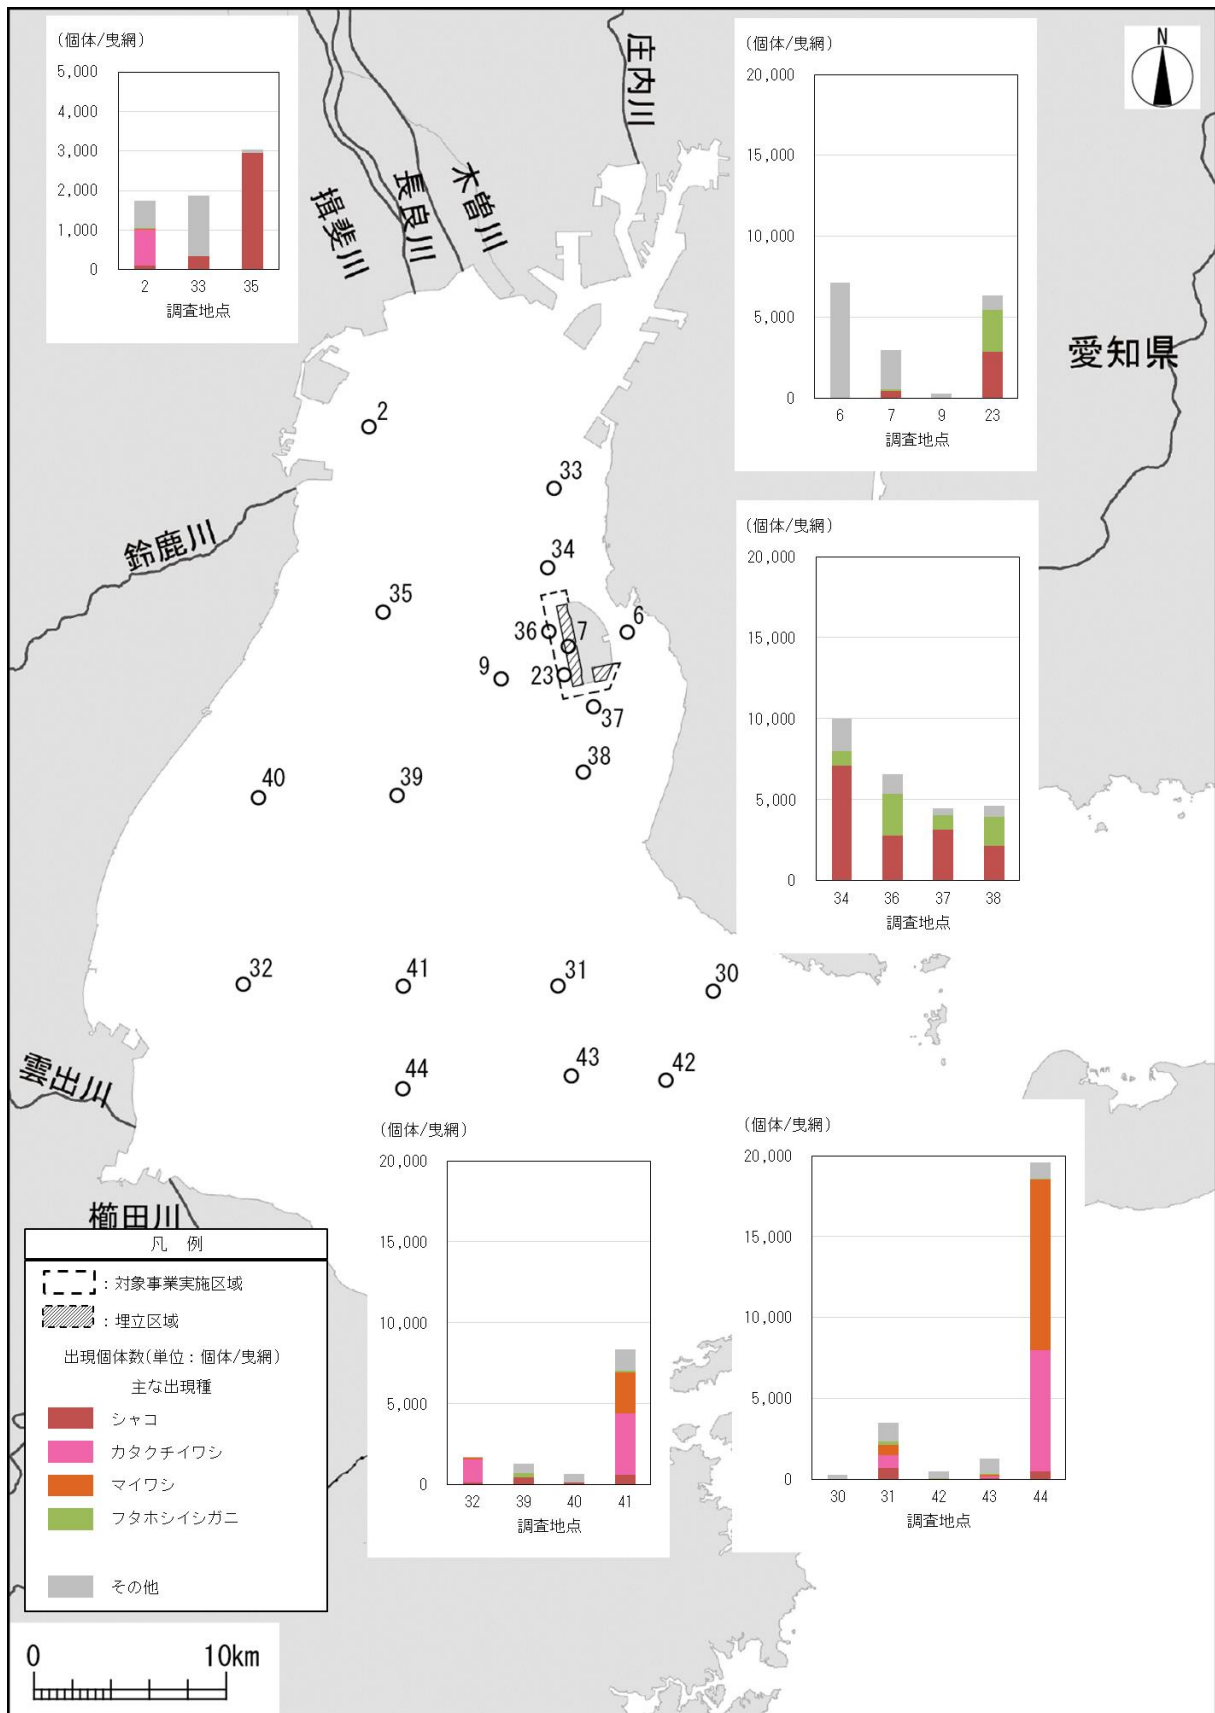 (個体/曳網)
5,000
4,000
3,000
2,000
1,000
0
2 33 35
調査地点
(個体/曳網)
20,000
15,000
10,000
5,000
0
6 7 9 23
調査地点
N
庄内川
木曽川
長良川
揖斐川
愛知県
鈴鹿川
2
33
34
35
36
7
6
9
23
37
38
40
39
(個体/曳網)
20,000
15,000
10,000
5,000
0
34 36 37 38
調査地点
32
41
31
30
44
43
42
雲出川
櫛田川
(個体/曳網)
20,000
15,000
10,000
5,000
0
32 39 40 41
調査地点
(個体/曳網)
20,000
15,000
10,000
5,000
0
30 31 42 43 44
調査地点
凡 例
:対象事業実施区域
:埋立区域
出現個体数(単位:個体/曳網)
主な出現種
シャコ
カタクチイワシ
マイワシ
フタホシイシガニ
その他
0 10km